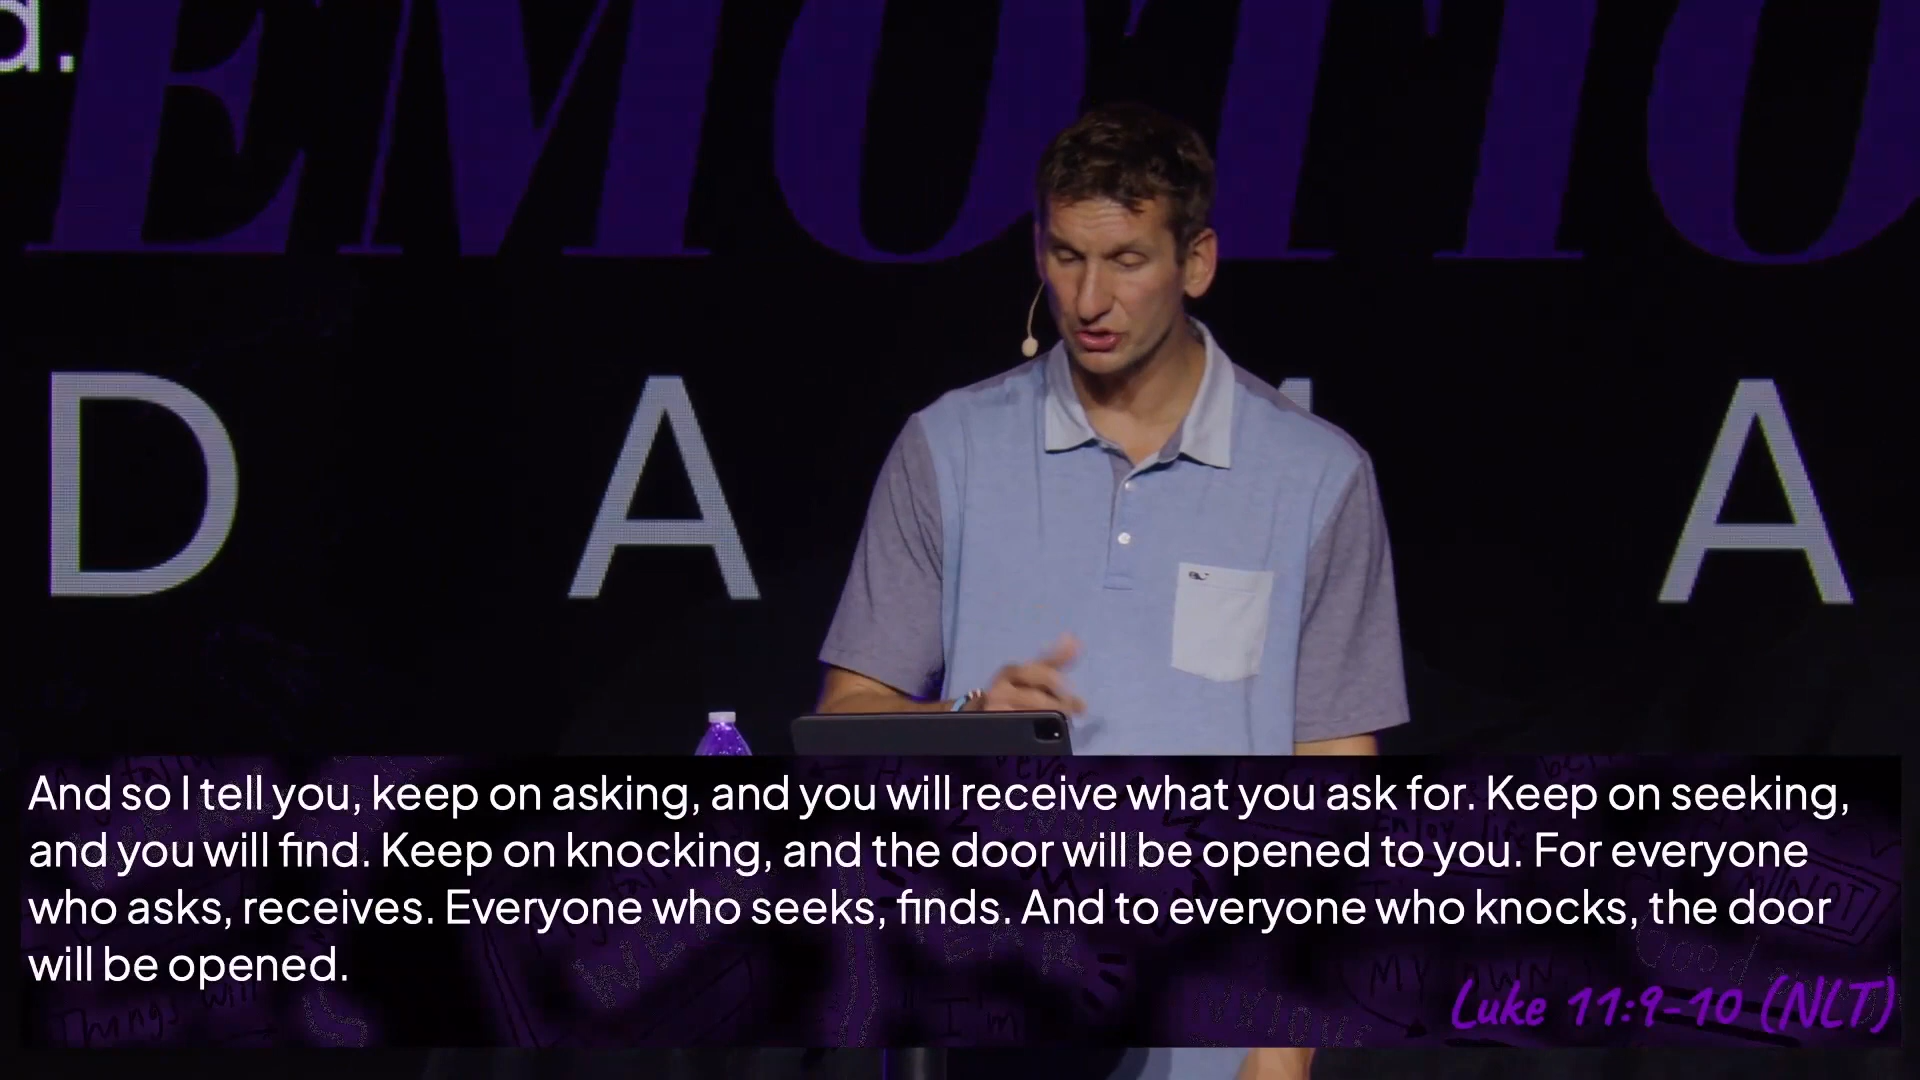 d.
EMOTIO
D A M A
And so I tell you, keep on asking, and you will receive what you ask for. Keep on seeking,
and you will find. Keep on knocking, and the door will be opened to you. For everyone
who asks, receives. Everyone who seeks, finds. And to everyone who knocks, the door
will be opened.
Luke 11:9-10 (NLT)